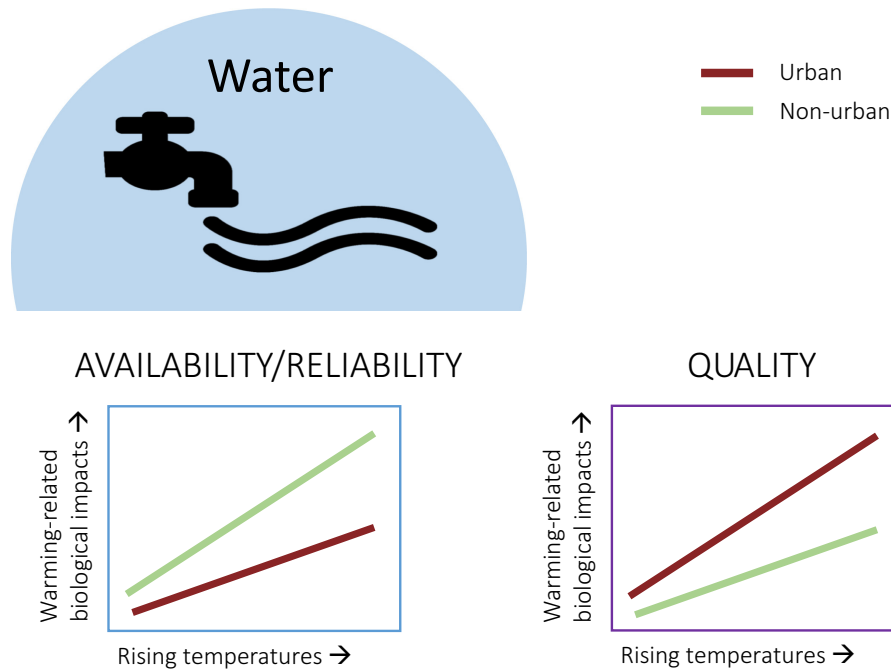 Water
Urban
Non-urban
AVAILABILITY/RELIABILITY
Warming-related
biological impacts →
Rising temperatures →
QUALITY
Warming-related
biological impacts →
Rising temperatures →